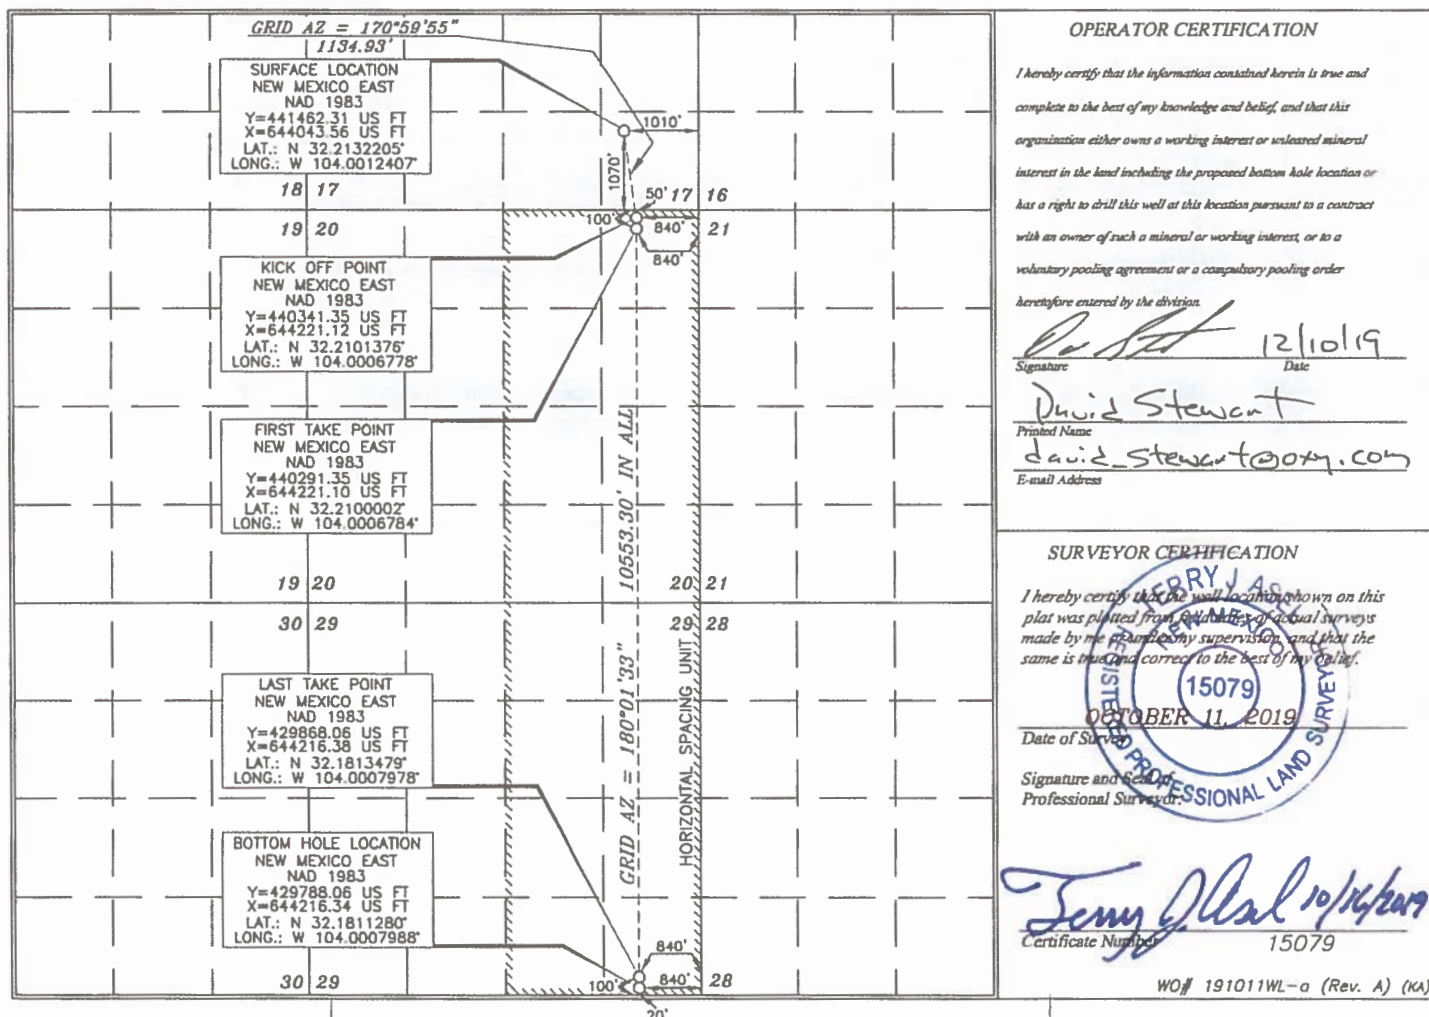 GRID AZ = 170°59'55"
1134.93'
SURFACE LOCATION
NEW MEXICO EAST
NAD 1983
Y=441462.31 US FT
X=644043.56 US FT
LAT.: N 32.2132205°
LONG.: W 104.0012407°
1010'
1070'
18 17
50' 17 16
100'
840'
19 20
21
840'
KICK OFF POINT
NEW MEXICO EAST
NAD 1983
Y=440341.35 US FT
X=644221.12 US FT
LAT.: N 32.2101376°
LONG.: W 104.0006778°
FIRST TAKE POINT
NEW MEXICO EAST
NAD 1983
Y=440291.35 US FT
X=644221.10 US FT
LAT.: N 32.2100002°
LONG.: W 104.0006784°
GRID AZ = 180°01'33" 10553.30' IN ALL
HORIZONTAL SPACING UNIT
19 20
20 21
30 29
29 28
LAST TAKE POINT
NEW MEXICO EAST
NAD 1983
Y=429868.06 US FT
X=644216.38 US FT
LAT.: N 32.1813479°
LONG.: W 104.0007978°
BOTTOM HOLE LOCATION
NEW MEXICO EAST
NAD 1983
Y=429788.06 US FT
X=644216.34 US FT
LAT.: N 32.1811280°
LONG.: W 104.0007988°
840'
30 29
100'
840'
28
20'
OPERATOR CERTIFICATION
I hereby certify that the information contained herein is true and
complete to the best of my knowledge and belief, and that this
organization either owns a working interest or unleased mineral
interest in the land including the proposed bottom hole location or
has a right to drill this well at this location pursuant to a contract
with an owner of such a mineral or working interest, or to a
voluntary pooling agreement or a compulsory pooling order
heretofore entered by the division.
12/10/19
Signature Date
David Stewart
Printed Name
david_stewart@oxy.com
E-mail Address
SURVEYOR CERTIFICATION
I hereby certify that the well location shown on this
plat was plotted from field notes of actual surveys
made by me or under my supervision, and that the
same is true and correct to the best of my belief.
TERRY J. ASEL
NEW MEXICO
15079
REGISTERED PROFESSIONAL LAND SURVEYOR
OCTOBER 11, 2019
Date of Survey
Signature and Seal of
Professional Surveyor:
Terry J. Asel 10/16/2019
Certificate Number 15079
WO# 191011WL-a (Rev. A) (KA)